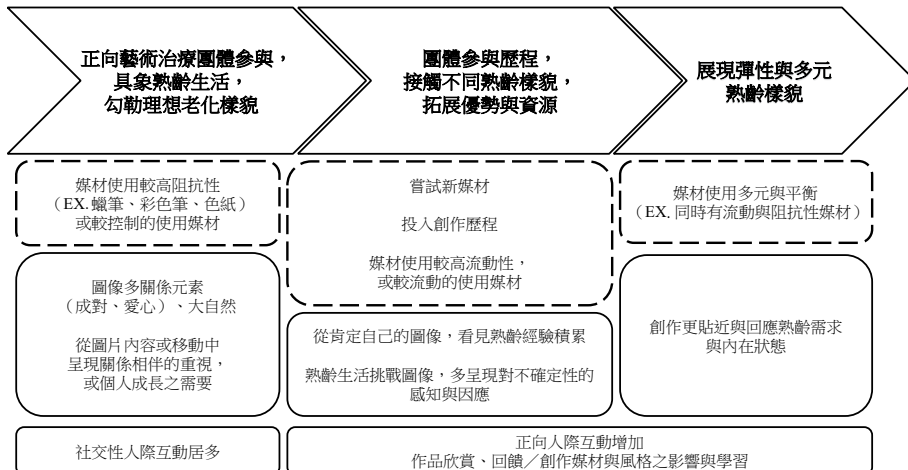 正向藝術治療團體參與，
具象熟齡生活，
勾勒理想老化樣貌
團體參與歷程，
接觸不同熟齡樣貌，
拓展優勢與資源
展現彈性與多元
熟齡樣貌
媒材使用較高阻抗性
（EX.蠟筆、彩色筆、色紙）
或較控制的使用媒材
嘗試新媒材
投入創作歷程
媒材使用較高流動性，
或較流動的使用媒材
媒材使用多元與平衡
（EX. 同時有流動與阻抗性媒材）
圖像多關係元素
（成對、愛心）、大自然
從圖片內容或移動中
呈現關係相伴的重視，
或個人成長之需要
從肯定自己的圖像，看見熟齡經驗積累
熟齡生活挑戰圖像，多呈現對不確定性的
感知與因應
創作更貼近與回應熟齡需求
與內在狀態
社交性人際互動居多
正向人際互動增加
作品欣賞、回饋／創作媒材與風格之影響與學習